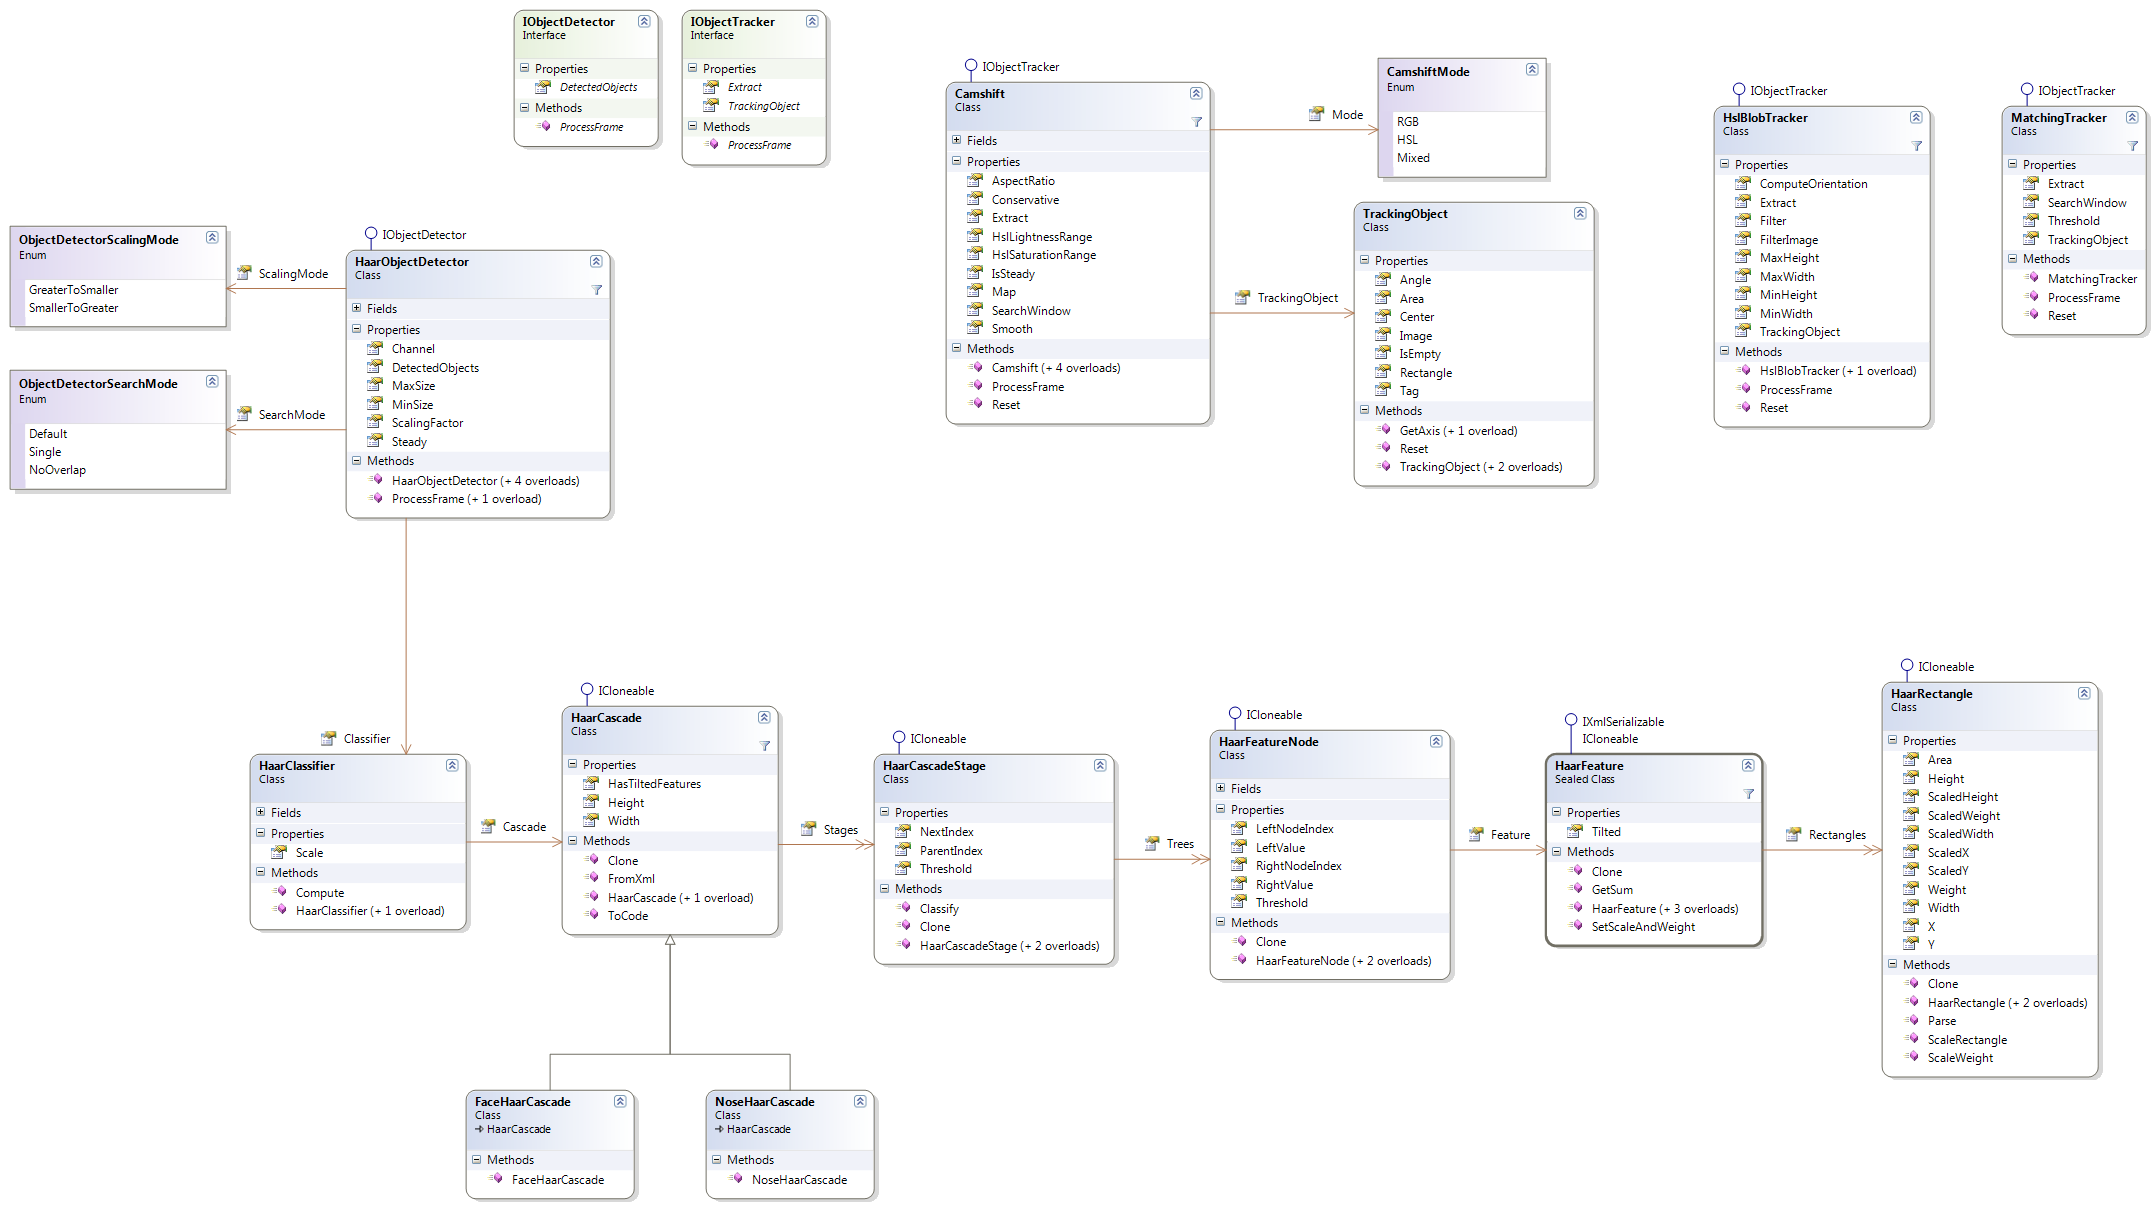 IObjectDetector
Interface
Properties
DetectedObjects
Methods
ProcessFrame
IObjectTracker
Interface
Properties
Extract
TrackingObject
Methods
ProcessFrame
IObjectTracker
Camshift
Class
Fields
Properties
AspectRatio
Conservative
Extract
HslLightnessRange
HslSaturationRange
IsSteady
Map
SearchWindow
Smooth
Methods
Camshift (+ 4 overloads)
ProcessFrame
Reset
Mode
CamshiftMode
Enum
RGB
HSL
Mixed
TrackingObject
TrackingObject
Class
Properties
Angle
Area
Center
Image
IsEmpty
Rectangle
Tag
Methods
GetAxis (+ 1 overload)
Reset
TrackingObject (+ 2 overloads)
IObjectTracker
HslBlobTracker
Class
Properties
ComputeOrientation
Extract
Filter
FilterImage
MaxHeight
MaxWidth
MinHeight
MinWidth
TrackingObject
Methods
HslBlobTracker (+ 1 overload)
ProcessFrame
Reset
IObjectTracker
MatchingTracker
Class
Properties
Extract
SearchWindow
Threshold
TrackingObject
Methods
MatchingTracker
ProcessFrame
Reset
ObjectDetectorScalingMode
Enum
GreaterToSmaller
SmallerToGreater
ScalingMode
ObjectDetectorSearchMode
Enum
Default
Single
NoOverlap
SearchMode
IObjectDetector
HaarObjectDetector
Class
Fields
Properties
Channel
DetectedObjects
MaxSize
MinSize
ScalingFactor
Steady
Methods
HaarObjectDetector (+ 4 overloads)
ProcessFrame (+ 1 overload)
Classifier
HaarClassifier
Class
Fields
Properties
Scale
Methods
Compute
HaarClassifier (+ 1 overload)
Cascade
ICloneable
HaarCascade
Class
Properties
HasTiltedFeatures
Height
Width
Methods
Clone
FromXml
HaarCascade (+ 1 overload)
ToCode
Stages
ICloneable
HaarCascadeStage
Class
Properties
NextIndex
ParentIndex
Threshold
Methods
Classify
Clone
HaarCascadeStage (+ 2 overloads)
Trees
ICloneable
HaarFeatureNode
Class
Fields
Properties
LeftNodeIndex
LeftValue
RightNodeIndex
RightValue
Threshold
Methods
Clone
HaarFeatureNode (+ 2 overloads)
Feature
IXmlSerializable
ICloneable
HaarFeature
Sealed Class
Properties
Tilted
Methods
Clone
GetSum
HaarFeature (+ 3 overloads)
SetScaleAndWeight
Rectangles
ICloneable
HaarRectangle
Class
Properties
Area
Height
ScaledHeight
ScaledWeight
ScaledWidth
ScaledX
ScaledY
Weight
Width
X
Y
Methods
Clone
HaarRectangle (+ 2 overloads)
Parse
ScaleRectangle
ScaleWeight
FaceHaarCascade
Class
HaarCascade
Methods
FaceHaarCascade
NoseHaarCascade
Class
HaarCascade
Methods
NoseHaarCascade